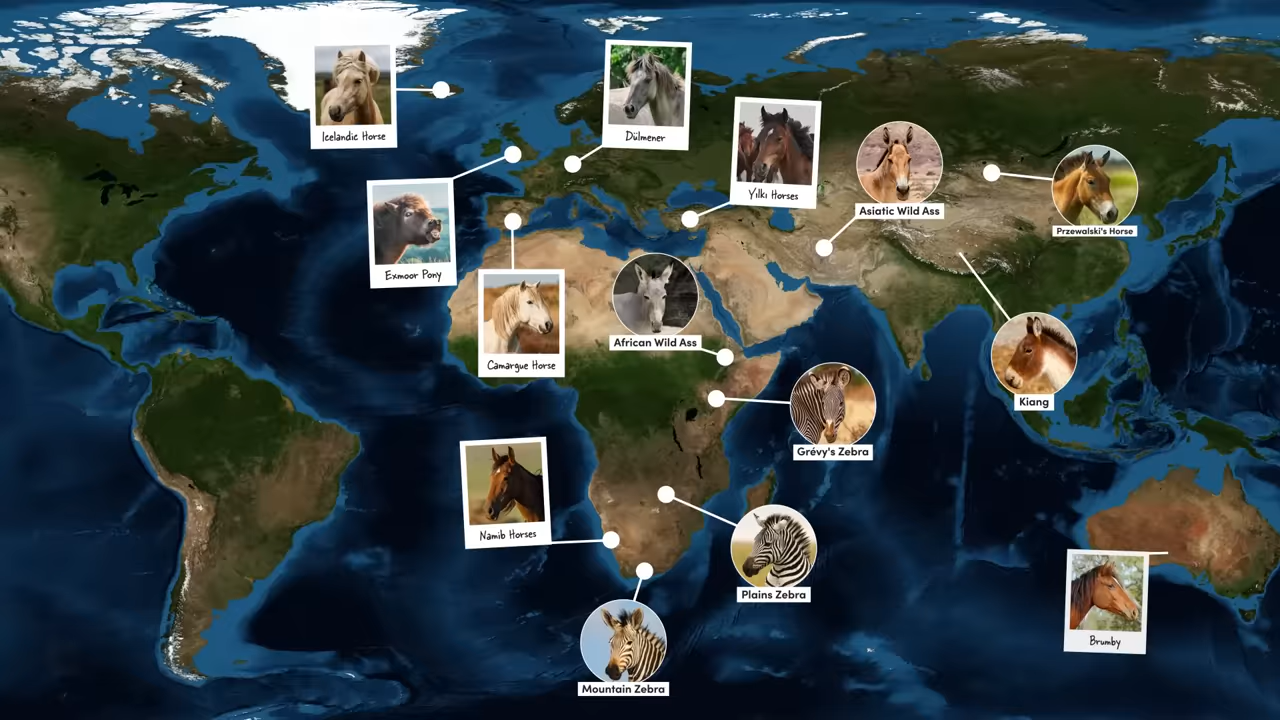 Icelandic Horse
Dülmener
Yılkı Horses
Asiatic Wild Ass
Przewalski's Horse
Exmoor Pony
Camargue Horse
African Wild Ass
Kiang
Grévy's Zebra
Namib Horses
Plains Zebra
Brumby
Mountain Zebra